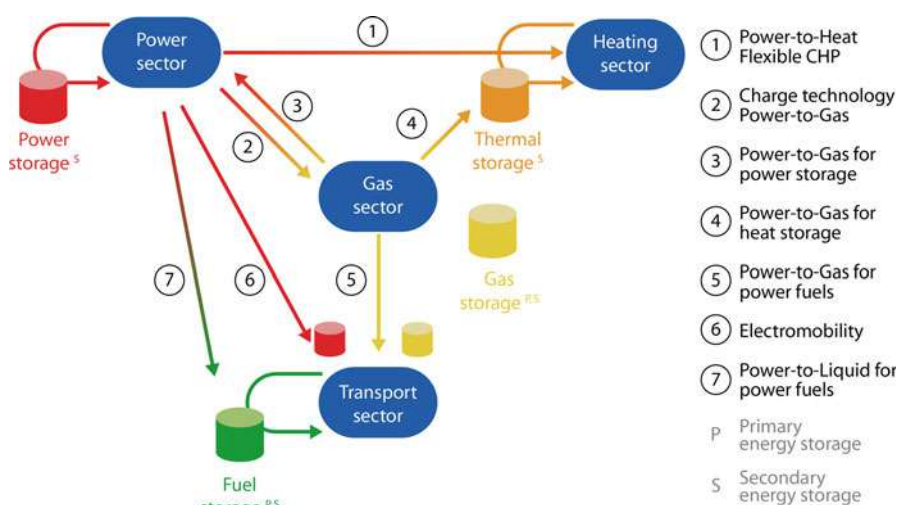 Power
sector
1
Heating
sector
Power
storage S
3
2
4
Thermal
storage S
Gas
sector
Gas
storage P,S
7
6
5
Transport
sector
Fuel
storage P,S
1 Power-to-Heat
Flexible CHP
2 Charge technology
Power-to-Gas
3 Power-to-Gas for
power storage
4 Power-to-Gas for
heat storage
5 Power-to-Gas for
power fuels
6 Electromobility
7 Power-to-Liquid for
power fuels
P Primary
energy storage
S Secondary
energy storage